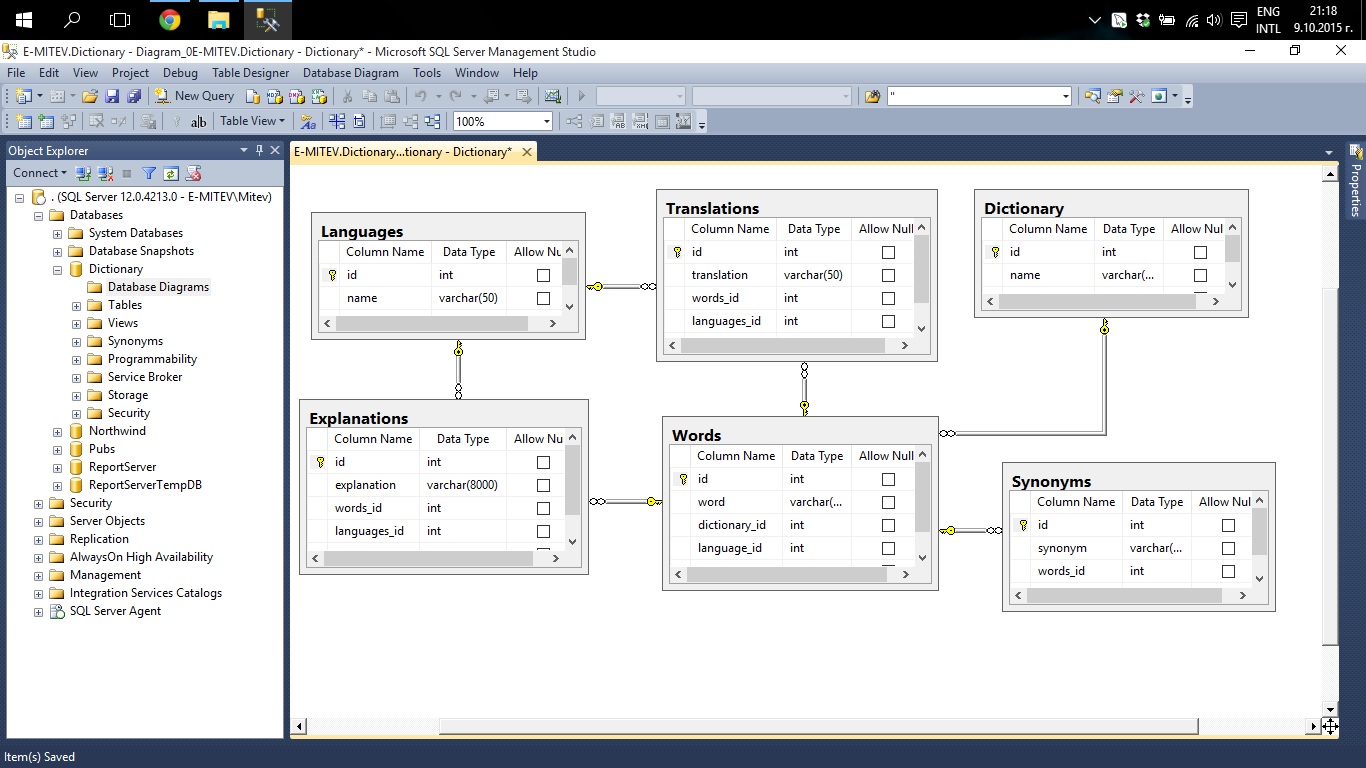 ENG 21:18
INTL 9.10.2015 г.
E-MITEV.Dictionary - Diagram_0E-MITEV.Dictionary - Dictionary* - Microsoft SQL Server Management Studio
File Edit View Project Debug Table Designer Database Diagram Tools Window Help
New Query "
Table View 100%
Object Explorer
Connect
. (SQL Server 12.0.4213.0 - E-MITEV\Mitev)
Databases
System Databases
Database Snapshots
Dictionary
Database Diagrams
Tables
Views
Synonyms
Programmability
Service Broker
Storage
Security
Northwind
Pubs
ReportServer
ReportServerTempDB
Security
Server Objects
Replication
AlwaysOn High Availability
Management
Integration Services Catalogs
SQL Server Agent
E-MITEV.Dictionary...tionary - Dictionary*
Languages
Column Name Data Type Allow Nu
id int
name varchar(50)
Translations
Column Name Data Type Allow Null
id int
translation varchar(50)
words_id int
languages_id int
Dictionary
Column Name Data Type Allow Nul
id int
name varchar(...
Explanations
Column Name Data Type Allow Nu
id int
explanation varchar(8000)
words_id int
languages_id int
Words
Column Name Data Type Allow Null
id int
word varchar(...
dictionary_id int
language_id int
Synonyms
Column Name Data Type Allow Nul
id int
synonym varchar(...
words_id int
Properties
Item(s) Saved